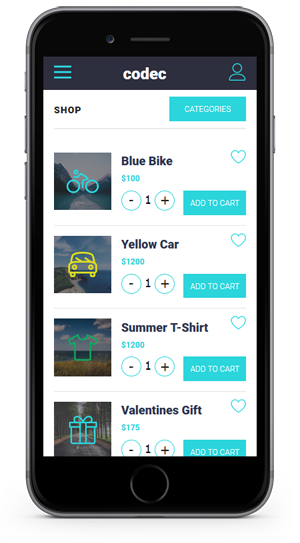 codec
SHOP
CATEGORIES
Blue Bike
$100
- 1 +
ADD TO CART
Yellow Car
$1200
- 1 +
ADD TO CART
Summer T-Shirt
$1200
- 1 +
ADD TO CART
Valentines Gift
$175
- 1 +
ADD TO CART